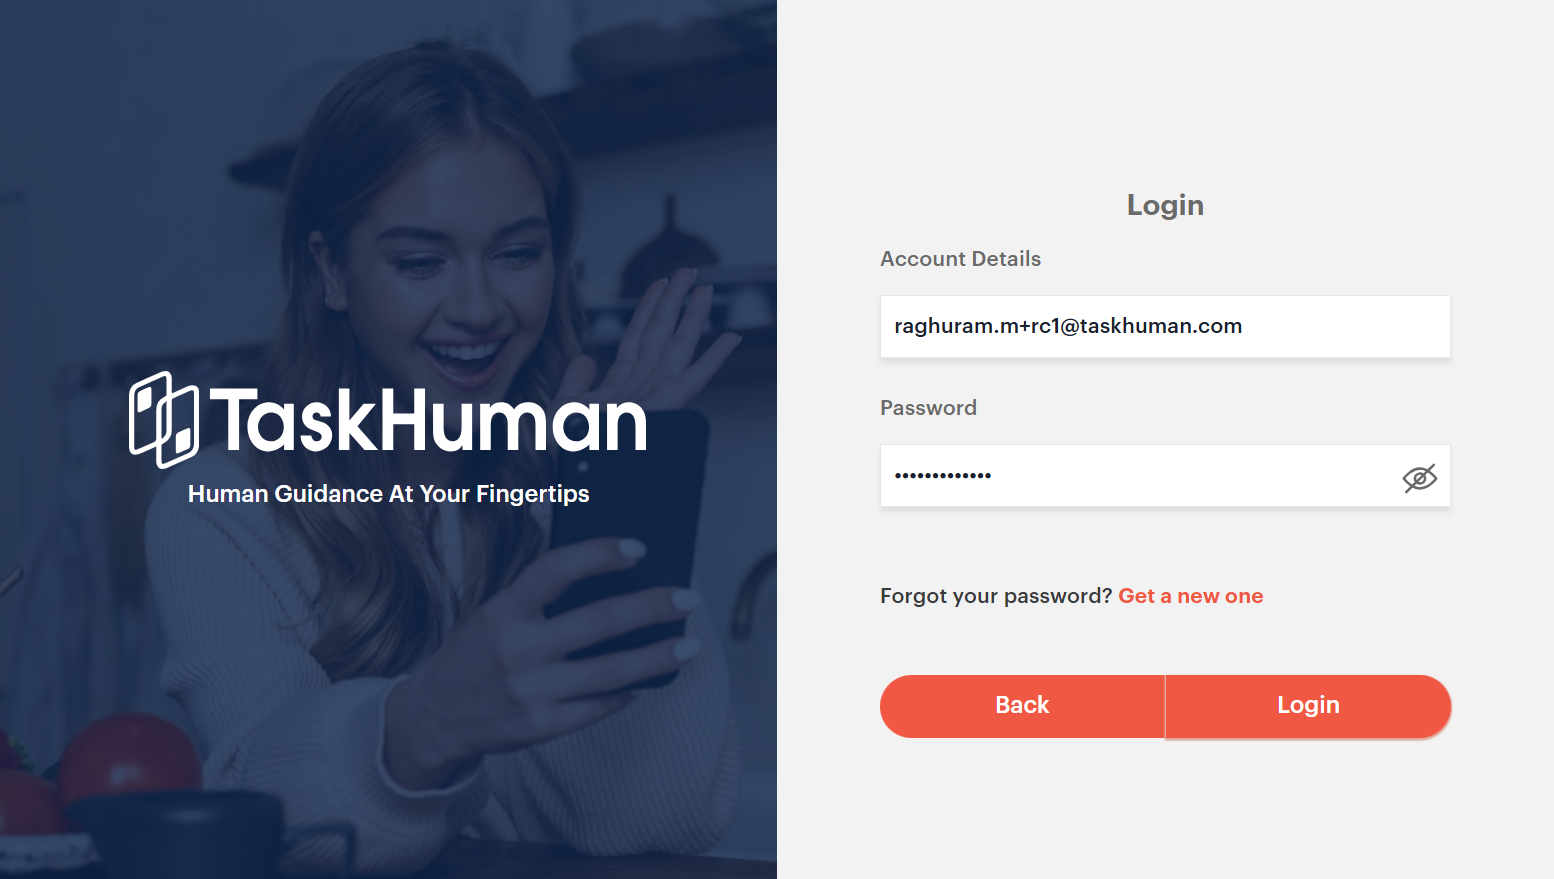 TaskHuman
Human Guidance At Your Fingertips
Login
Account Details
raghuram.m+rc1@taskhuman.com
Password
•••••••••••••
Forgot your password? Get a new one
Back
Login